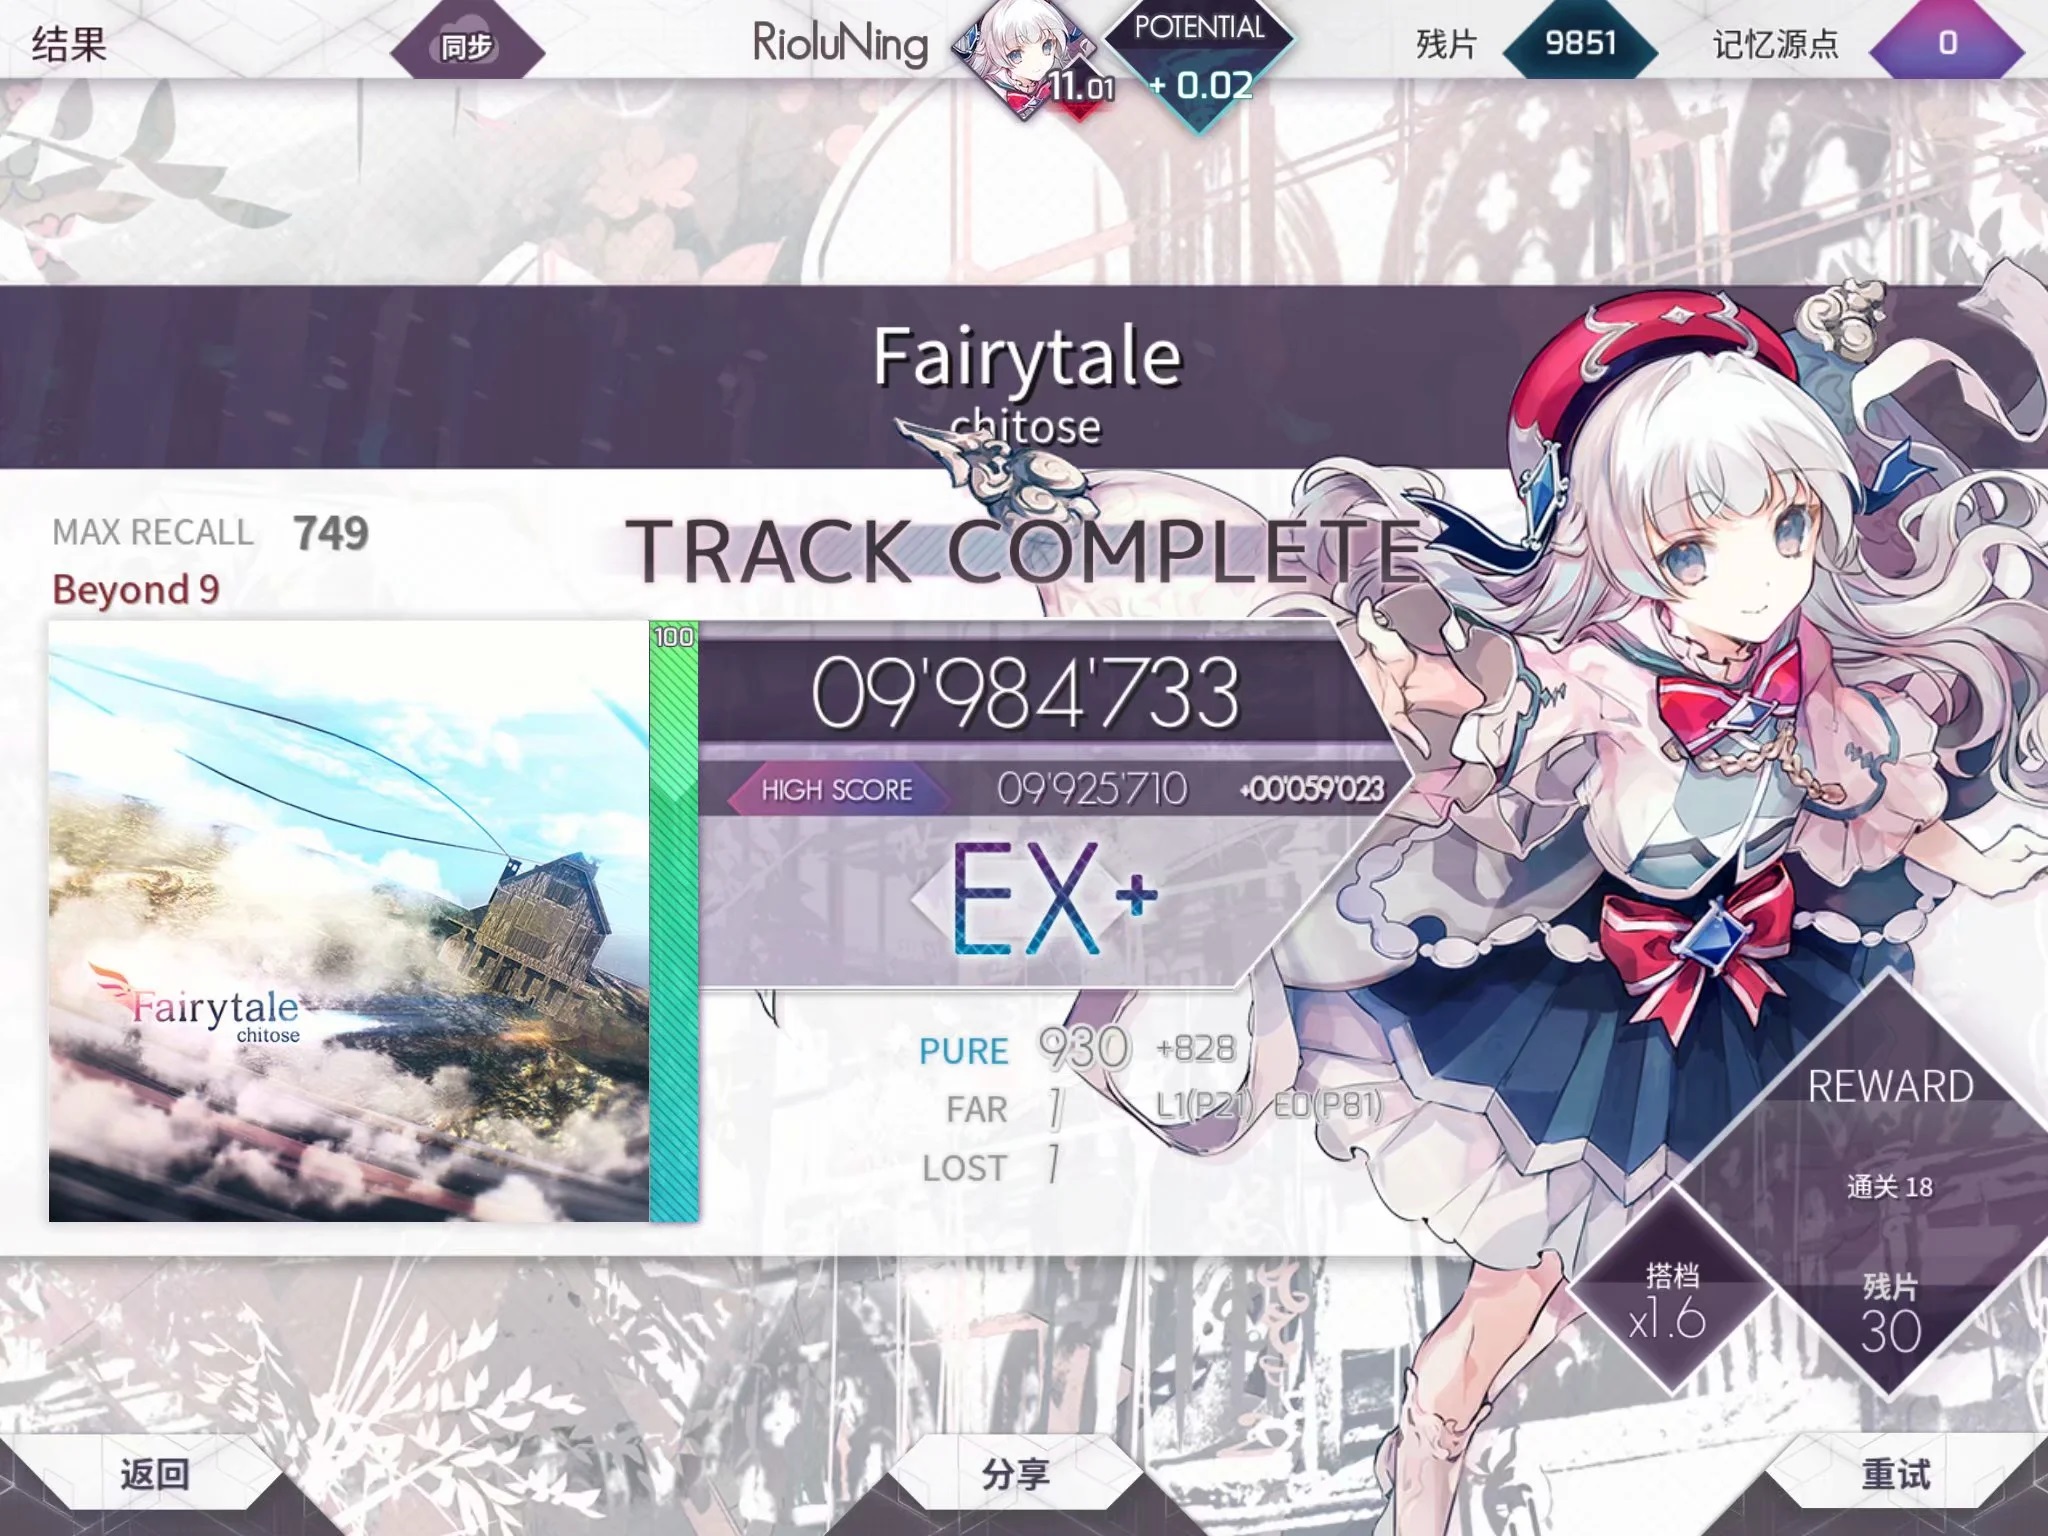 结果
同步
RioluNing
11.01
POTENTIAL
+ 0.02
残片
9851
记忆源点
0
Fairytale
chitose
MAX RECALL 749
TRACK COMPLETE
Beyond 9
100
09'984'733
HIGH SCORE 09'925'710 +00'059'023
EX+
Fairytale
chitose
PURE 930 +828
FAR 1 L1(P21) E0(P81)
LOST 1
REWARD
通关 18
搭档
x1.6
残片
30
返回
分享
重试